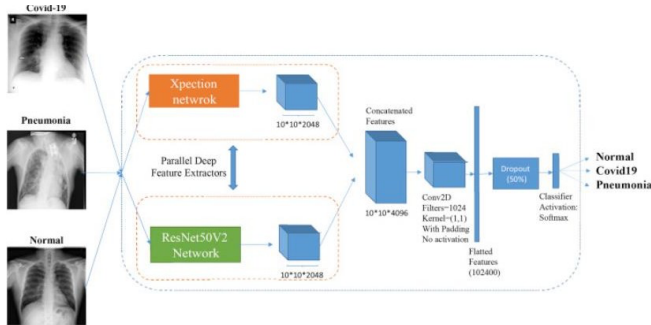 Covid-19
Pneumonia
Normal
Xpection
netwrok
10*10*2048
Parallel Deep
Feature Extractors
ResNet50V2
Network
10*10*2048
Concatenated
Features
10*10*4096
Conv2D
Filters=1024
Kernel=(1,1)
With Padding
No activation
Flatted
Features
(102400)
Dropout
(50%)
Classifier
Activation:
Softmax
Normal
Covid19
Pneumonia